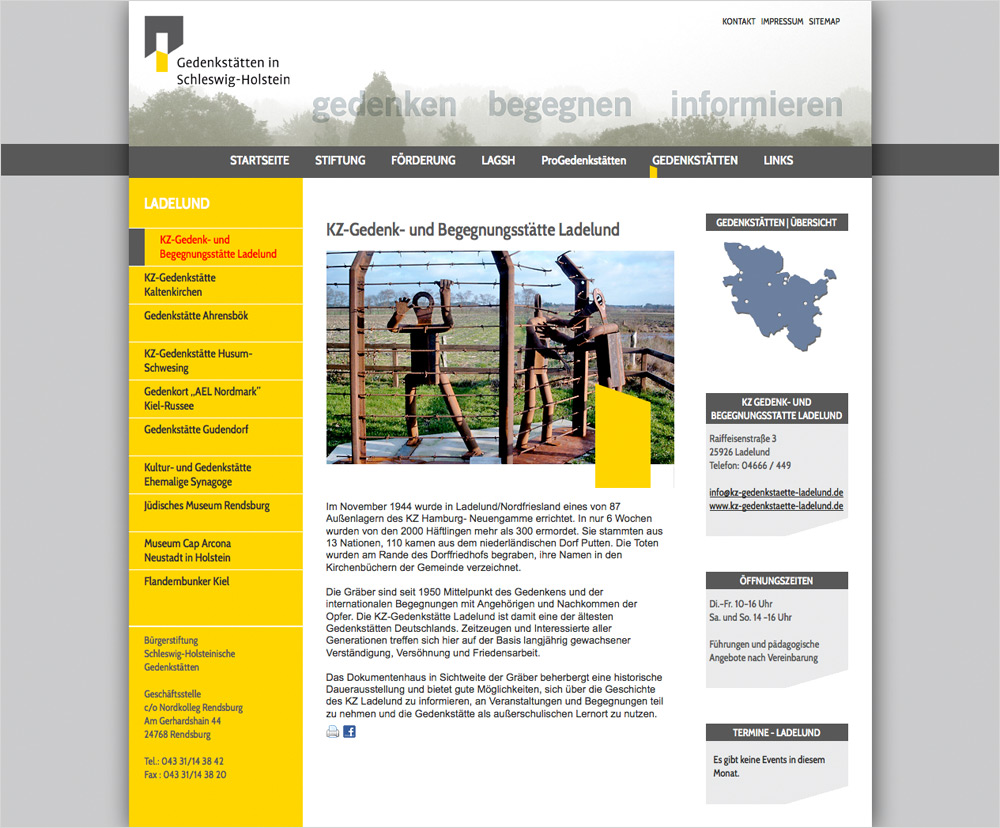 KONTAKT IMPRESSUM SITEMAP
Gedenkstätten in
Schleswig-Holstein
gedenken begegnen informieren
STARTSEITE STIFTUNG FÖRDERUNG LAGSH ProGedenkstätten GEDENKSTÄTTEN LINKS
LADELUND
KZ-Gedenk- und
Begegnungsstätte Ladelund
KZ-Gedenkstätte
Kaltenkirchen
Gedenkstätte Ahrensbök
KZ-Gedenkstätte Husum-
Schwesing
Gedenkort „AEL Nordmark"
Kiel-Russee
Gedenkstätte Gudendorf
Kultur- und Gedenkstätte
Ehemalige Synagoge
Jüdisches Museum Rendsburg
Museum Cap Arcona
Neustadt in Holstein
Flandernbunker Kiel
Bürgerstiftung
Schleswig-Holsteinische
Gedenkstätten
Geschäftsstelle
c/o Nordkolleg Rendsburg
Am Gerhardshain 44
24768 Rendsburg
Tel.: 043 31/14 38 42
Fax : 043 31/14 38 20
KZ-Gedenk- und Begegnungsstätte Ladelund
Im November 1944 wurde in Ladelund/Nordfriesland eines von 87
Außenlagern des KZ Hamburg- Neuengamme errichtet. In nur 6 Wochen
wurden von den 2000 Häftlingen mehr als 300 ermordet. Sie stammten aus
13 Nationen, 110 kamen aus dem niederländischen Dorf Putten. Die Toten
wurden am Rande des Dorffriedhofs begraben, ihre Namen in den
Kirchenbüchern der Gemeinde verzeichnet.
Die Gräber sind seit 1950 Mittelpunkt des Gedenkens und der
internationalen Begegnungen mit Angehörigen und Nachkommen der
Opfer. Die KZ-Gedenkstätte Ladelund ist damit eine der ältesten
Gedenkstätten Deutschlands. Zeitzeugen und Interessierte aller
Generationen treffen sich hier auf der Basis langjährig gewachsener
Verständigung, Versöhnung und Friedensarbeit.
Das Dokumentenhaus in Sichtweite der Gräber beherbergt eine historische
Dauerausstellung und bietet gute Möglichkeiten, sich über die Geschichte
des KZ Ladelund zu informieren, an Veranstaltungen und Begegnungen teil
zu nehmen und die Gedenkstätte als außerschulischen Lernort zu nutzen.
GEDENKSTÄTTEN | ÜBERSICHT
KZ GEDENK- UND
BEGEGNUNGSSTÄTTE LADELUND
Raiffeisenstraße 3
25926 Ladelund
Telefon: 04666 / 449
info@kz-gedenkstaette-ladelund.de
www.kz-gedenkstaette-ladelund.de
ÖFFNUNGSZEITEN
Di.-Fr. 10-16 Uhr
Sa. und So. 14 -16 Uhr
Führungen und pädagogische
Angebote nach Vereinbarung
TERMINE - LADELUND
Es gibt keine Events in diesem
Monat.